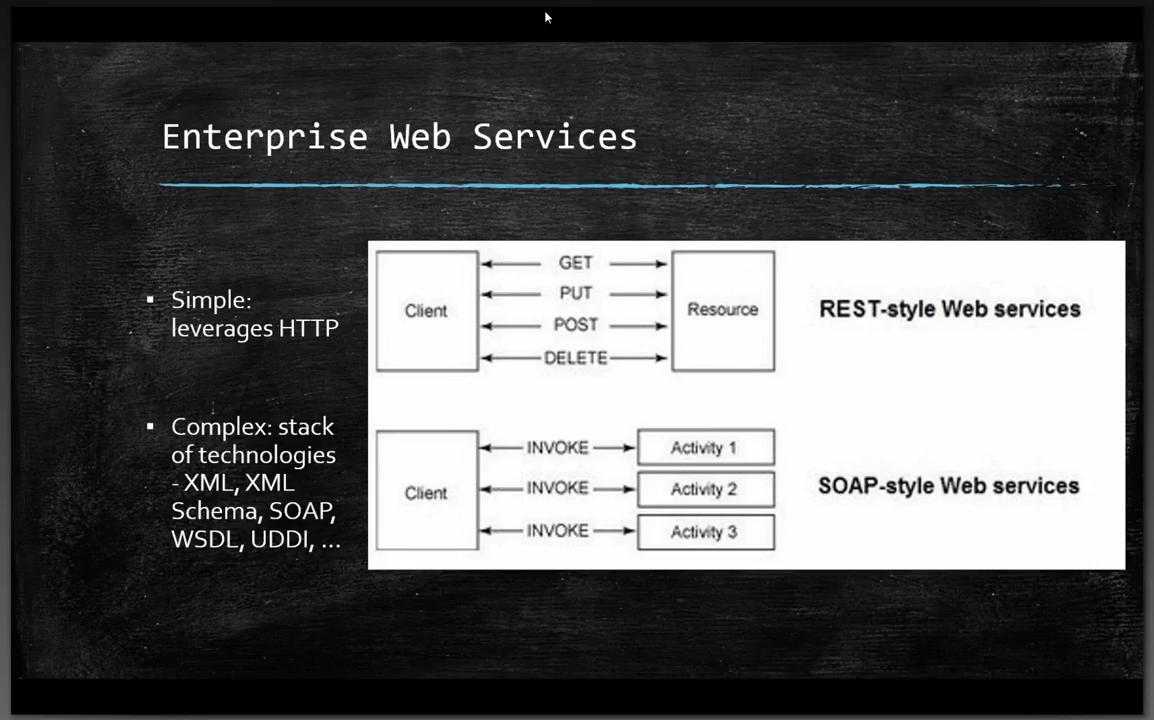 Enterprise Web Services
▪ Simple:
leverages HTTP
▪ Complex: stack
of technologies
- XML, XML
Schema, SOAP,
WSDL, UDDI, ...
Client
GET
PUT
POST
DELETE
Resource
REST-style Web services
Client
INVOKE
Activity 1
INVOKE
Activity 2
INVOKE
Activity 3
SOAP-style Web services